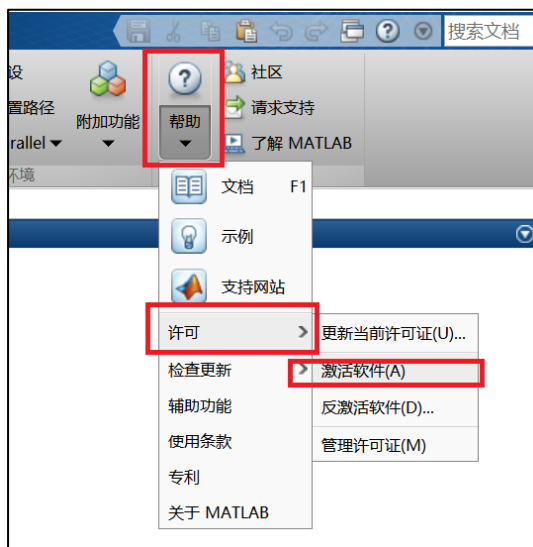 搜索文档
设
社区
置路径
请求支持
附加功能
帮助
rallel
了解 MATLAB
环境
文档 F1
示例
支持网站
许可
更新当前许可证(U)...
检查更新
激活软件(A)
辅助功能
反激活软件(D)...
使用条款
管理许可证(M)
专利
关于 MATLAB